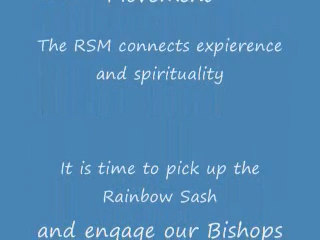 Movement
The RSM connects expierence
and spirituality
It is time to pick up the
Rainbow Sash
and engage our Bishops